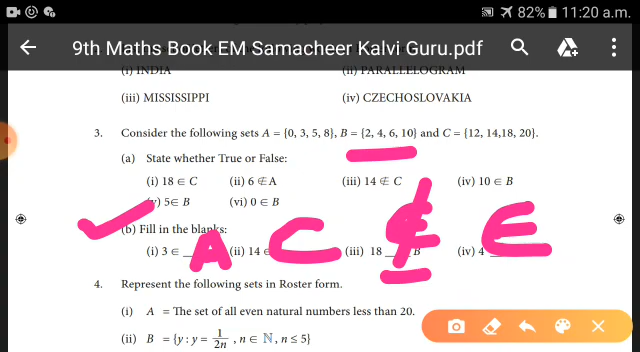 82% 11:20 a.m.
9th Maths Book EM Samacheer Kalvi Guru.pdf
(i) INDIA (ii) PARALLELOGRAM
(iii) MISSISSIPPI (iv) CZECHOSLOVAKIA
3. Consider the following sets A = {0, 3, 5, 8}, B = {2, 4, 6, 10} and C = {12, 14,18, 20}.
(a) State whether True or False:
(i) 18 ∈ C (ii) 6 ∉ A (iii) 14 ∉ C (iv) 10 ∈ B
(v) 5∈ B (vi) 0 ∈ B
(b) Fill in the blanks:
(i) 3 ∈ __ A (ii) 14 ∈ C (iii) 18 __ ∉ B (iv) 4 __ ∈
4. Represent the following sets in Roster form.
(i) A = The set of all even natural numbers less than 20.
(ii) B = {y : y = 1/2n , n ∈ ℕ, n ≤ 5}